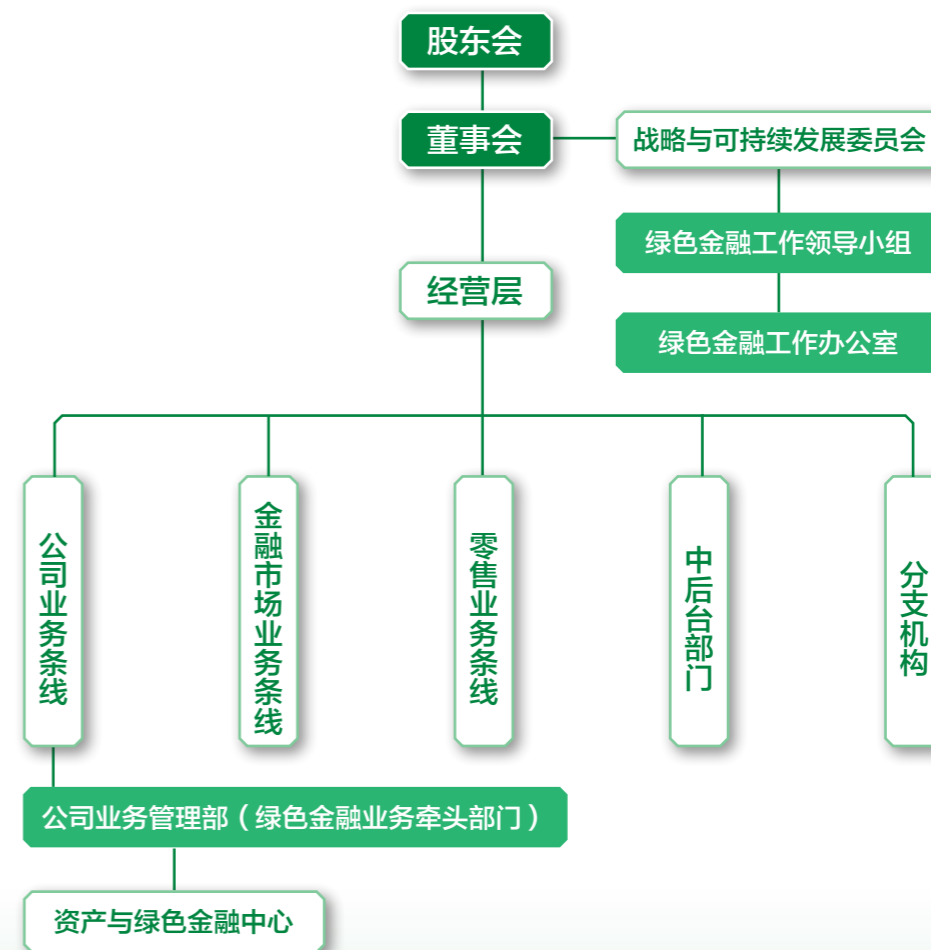 股东会
董事会
战略与可持续发展委员会
绿色金融工作领导小组
经营层
绿色金融工作办公室
公司业务条线
金融市场业务条线
零售业务条线
中后台部门
分支机构
公司业务管理部（绿色金融业务牵头部门）
资产与绿色金融中心